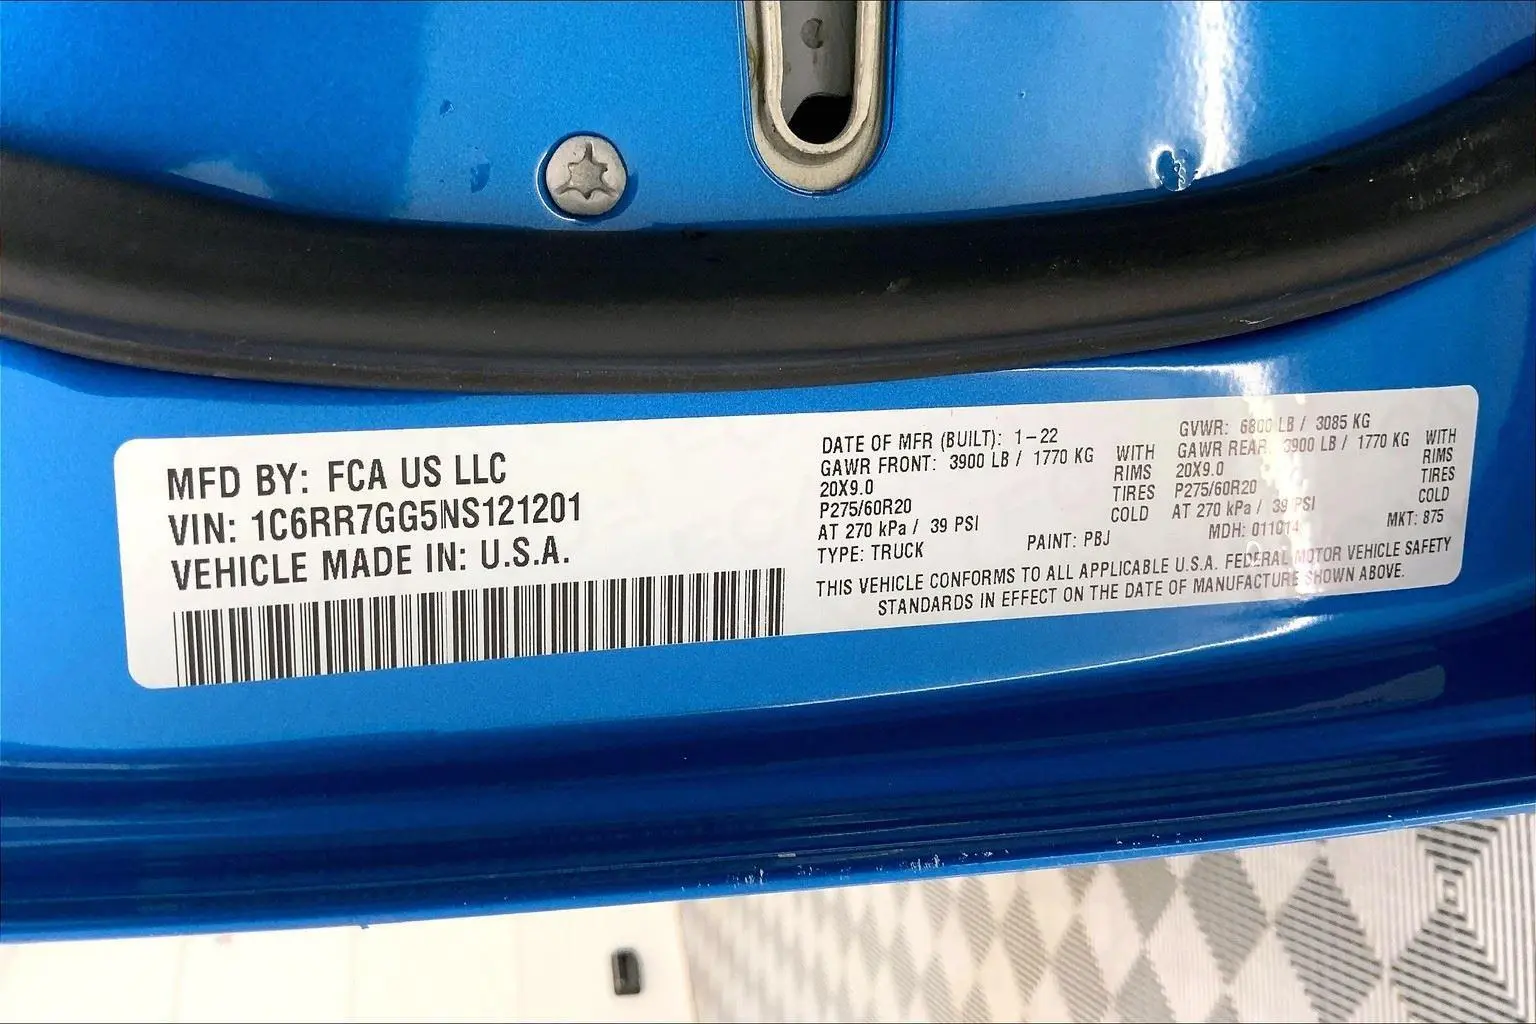 MFD BY: FCA US LLC
VIN: 1C6RR7GG5NS121201
VEHICLE MADE IN: U.S.A.
DATE OF MFR (BUILT): 1-22
GAWR FRONT: 3900 LB / 1770 KG WITH
20X9.0 RIMS
P275/60R20 TIRES
AT 270 kPa / 39 PSI COLD
TYPE: TRUCK PAINT: PBJ
GVWR: 6800 LB / 3085 KG
GAWR REAR: 3900 LB / 1770 KG WITH
20X9.0 RIMS
P275/60R20 TIRES
AT 270 kPa / 39 PSI COLD
MDH: 011014 MKT: 875
THIS VEHICLE CONFORMS TO ALL APPLICABLE U.S.A. FEDERAL MOTOR VEHICLE SAFETY
STANDARDS IN EFFECT ON THE DATE OF MANUFACTURE SHOWN ABOVE.